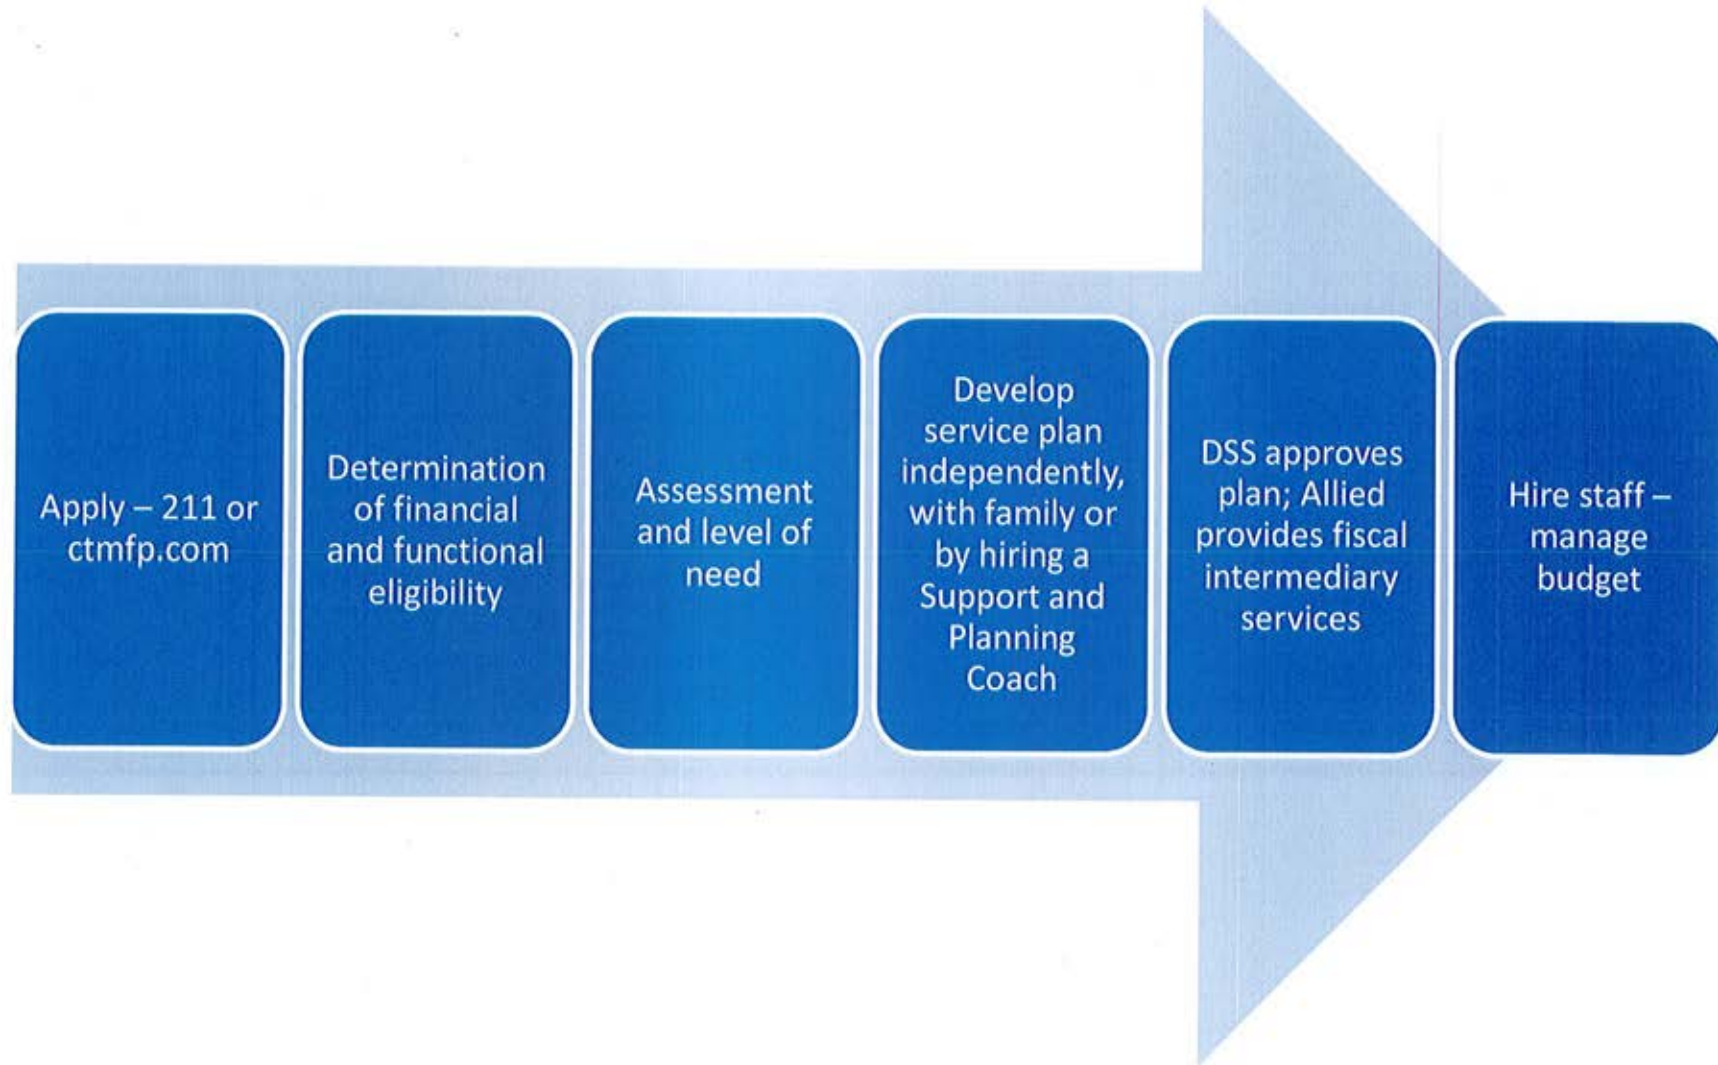 Apply – 211 or
ctmfp.com
Determination
of financial
and functional
eligibility
Assessment
and level of
need
Develop
service plan
independently,
with family or
by hiring a
Support and
Planning
Coach
DSS approves
plan; Allied
provides fiscal
intermediary
services
Hire staff –
manage
budget